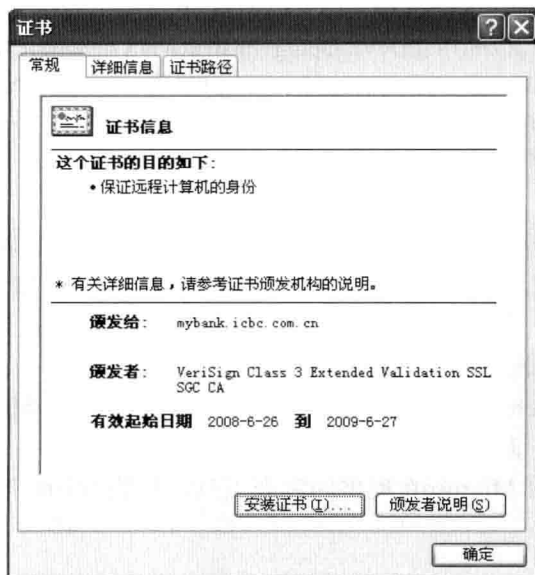 证书
常规 详细信息 证书路径
证书信息
这个证书的目的如下:
•保证远程计算机的身份
* 有关详细信息，请参考证书颁发机构的说明。
颁发给: mybank.icbc.com.cn
颁发者: VeriSign Class 3 Extended Validation SSL
SGC CA
有效起始日期 2008-6-26 到 2009-6-27
安装证书(I)... 颁发者说明(S)
确定